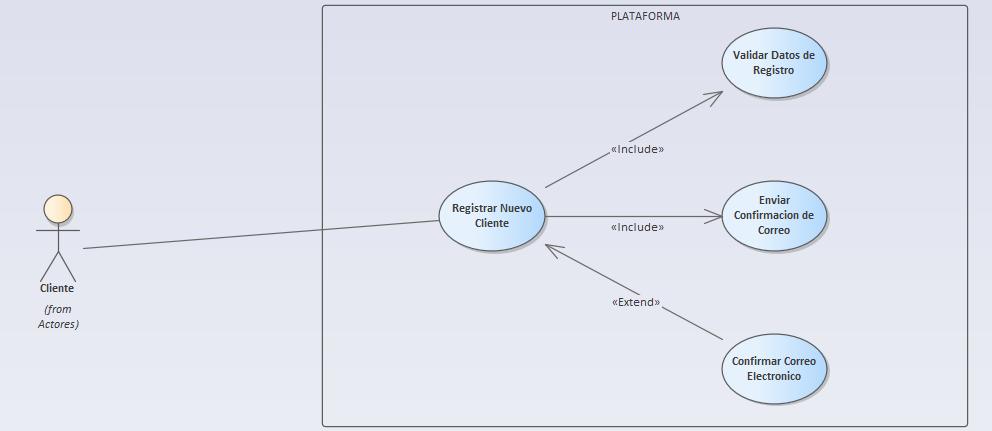 PLATAFORMA
Validar Datos de
Registro
«Include»
Registrar Nuevo
Cliente
Enviar
Confirmacion de
Correo
«Include»
Cliente
(from
Actores)
«Extend»
Confirmar Correo
Electronico